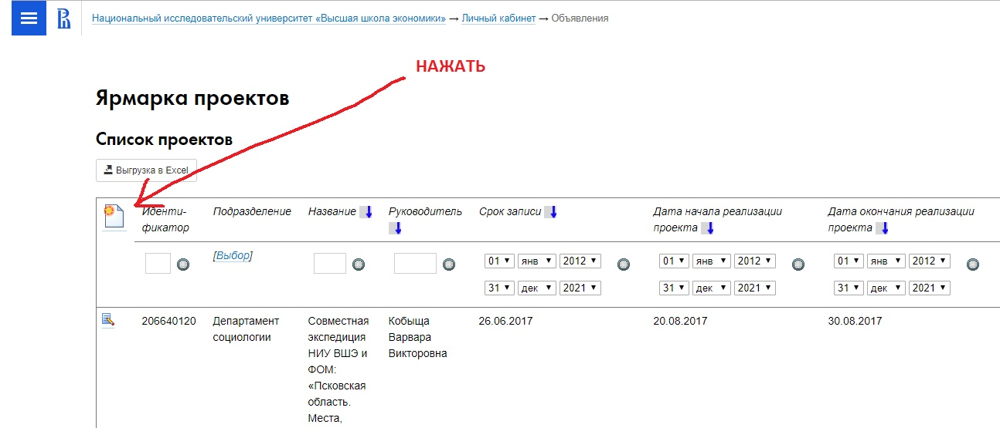 Национальный исследовательский университет «Высшая школа экономики» → Личный кабинет → Объявления
НАЖАТЬ
Ярмарка проектов
Список проектов
Выгрузка в Excel
Иденти-
фикатор
Подразделение
Название
Руководитель
Срок записи
Дата начала реализации
проекта
Дата окончания реализации
проекта
[Выбор]
01 янв 2012
31 дек 2021
01 янв 2012
31 дек 2021
01 янв 2012
31 дек 2021
206640120
Департамент
социологии
Совместная
экспедиция
НИУ ВШЭ и
ФОМ:
«Псковская
область.
Места,
Кобыща
Варвара
Викторовна
26.06.2017
20.08.2017
30.08.2017